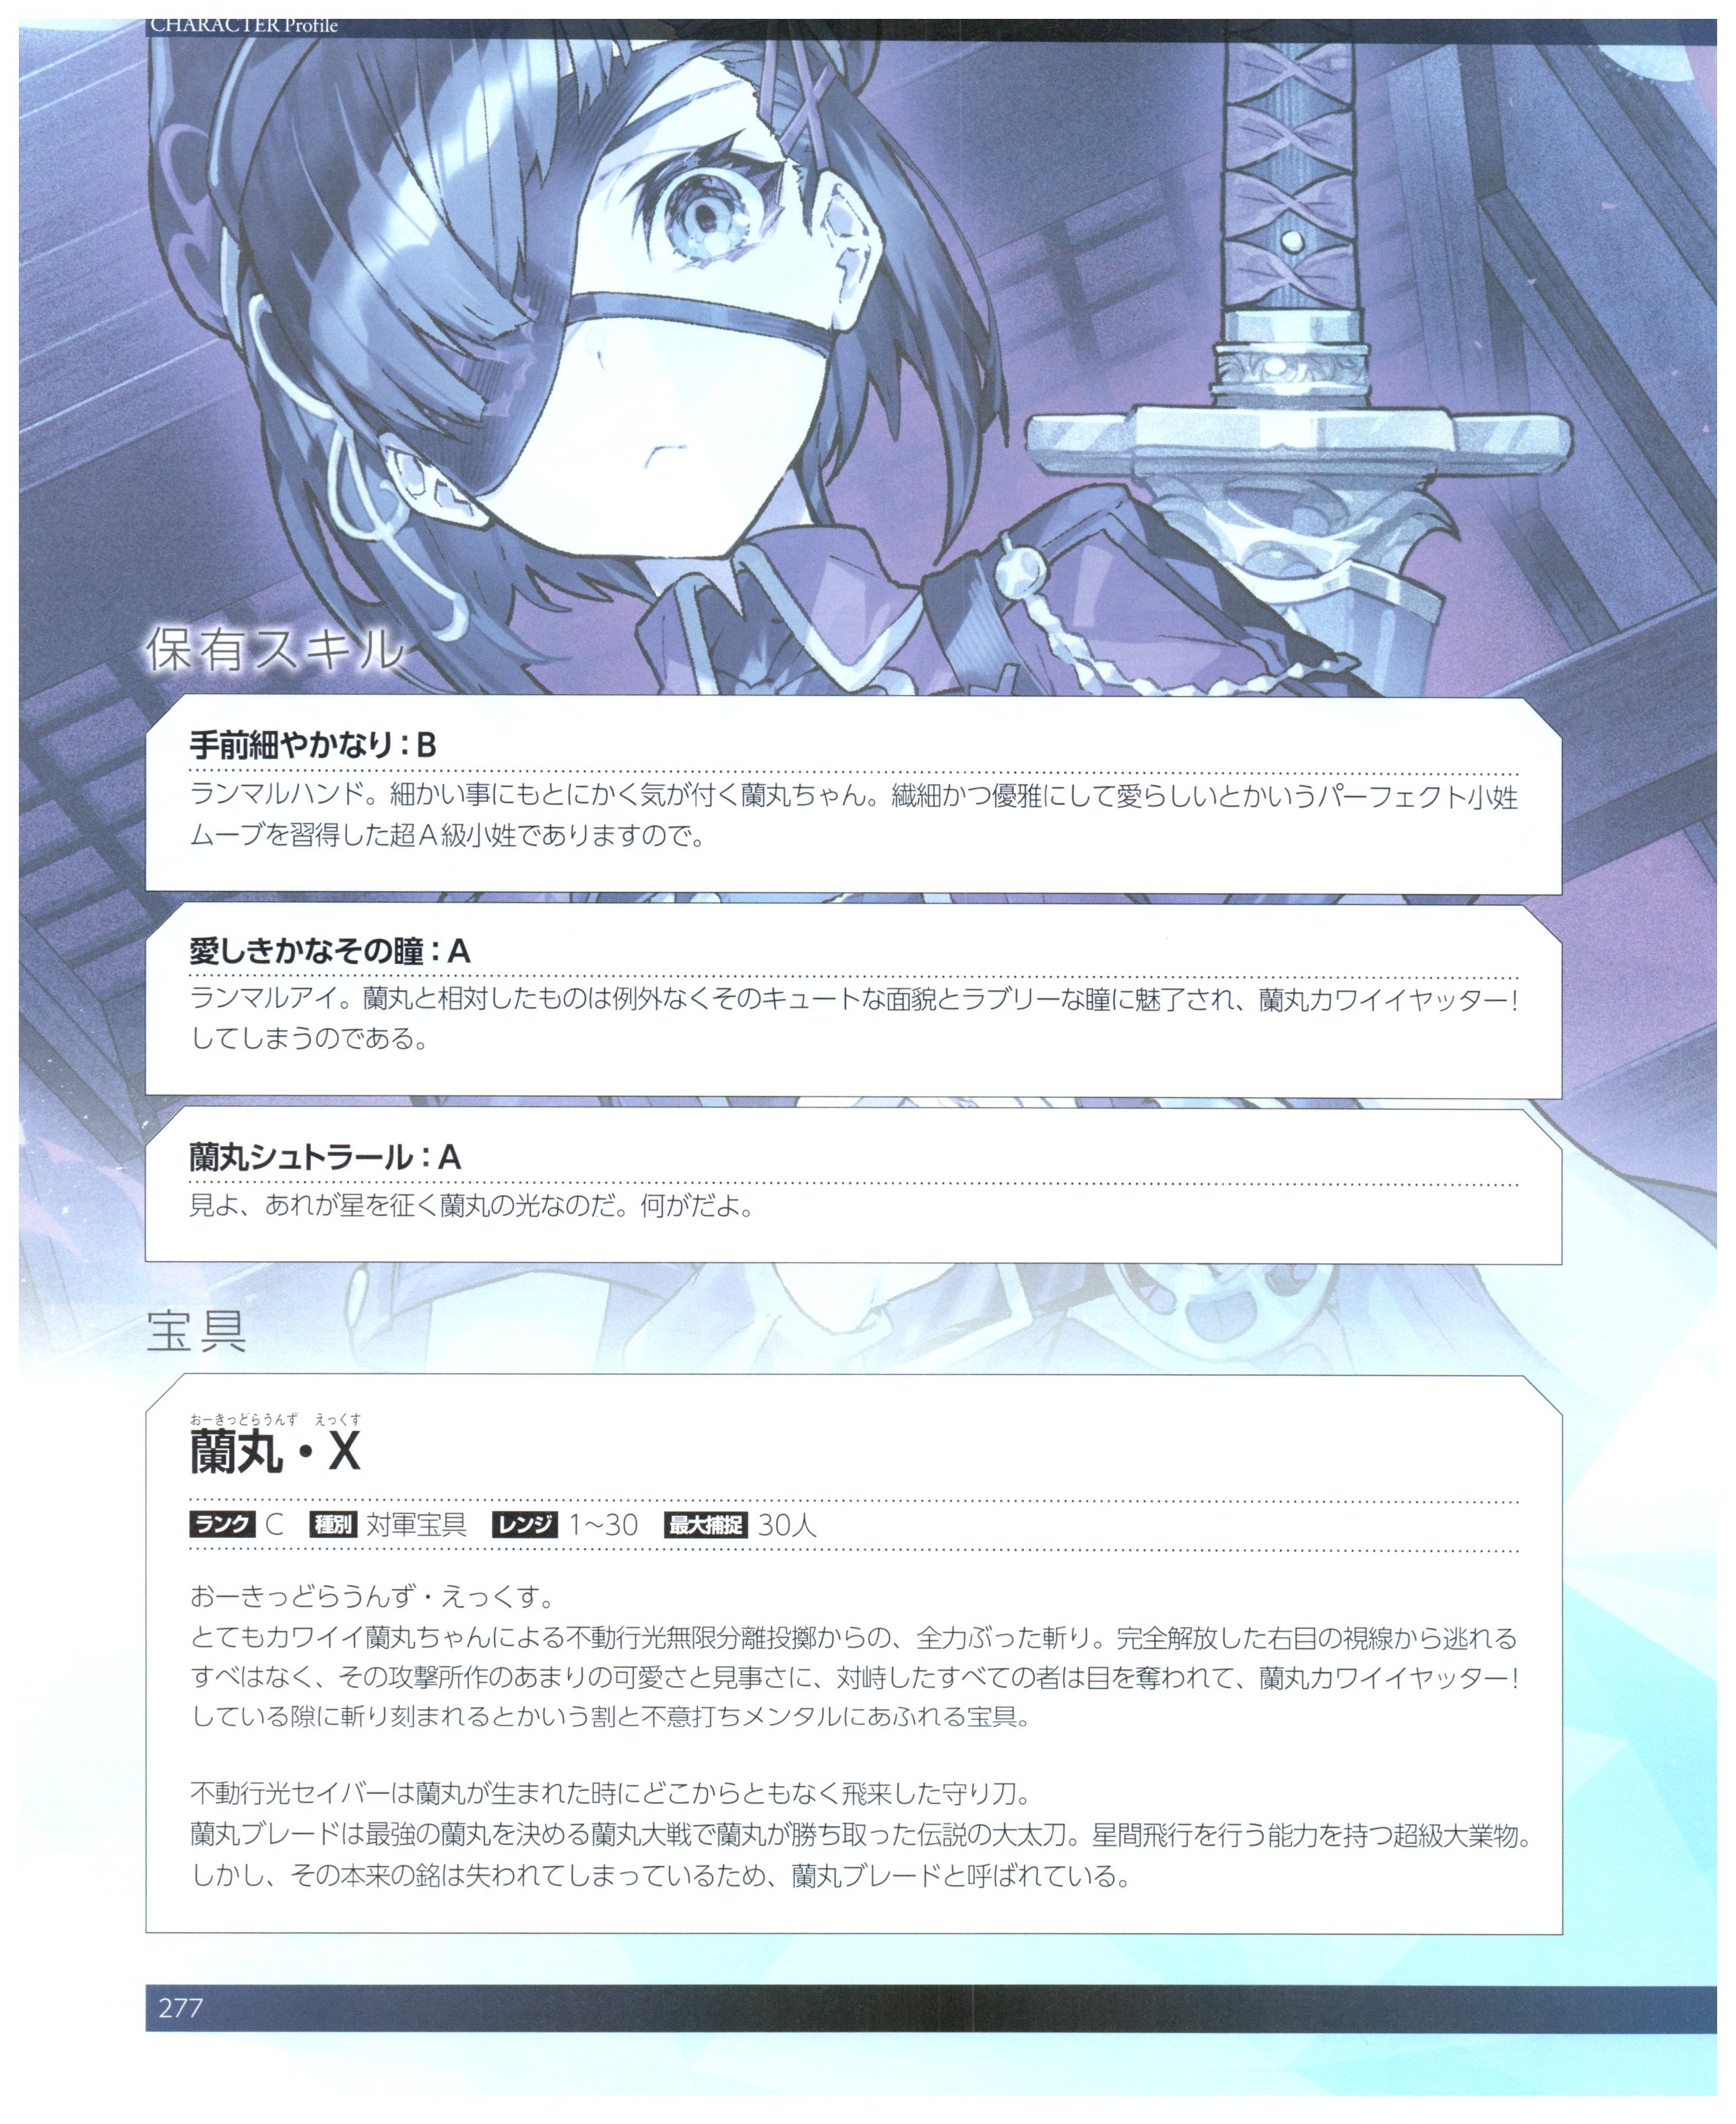 CHARACTER Profile
保有スキル
手前細やかなり：B
ランマルハンド。細かい事にもとにかく気が付く蘭丸ちゃん。繊細かつ優雅にして愛らしいとかいうパーフェクト小姓
ムーブを習得した超A級小姓でありますので。
愛しきかなその瞳：A
ランマルアイ。蘭丸と相対したものは例外なくそのキュートな面貌とラブリーな瞳に魅了され、蘭丸カワイイヤッター！
してしまうのである。
蘭丸シュトラール：A
見よ、あれが星を征く蘭丸の光なのだ。何がだよ。
宝具
おーきっどらうんず えっくす
蘭丸・X
ランク C 種別 対軍宝具 レンジ 1〜30 最大捕捉 30人
おーきっどらうんず・えっくす。
とてもカワイイ蘭丸ちゃんによる不動行光無限分離投擲からの、全力ぶった斬り。完全解放した右目の視線から逃れる
すべはなく、その攻撃所作のあまりの可愛さと見事さに、対峙したすべての者は目を奪われて、蘭丸カワイイヤッター！
している隙に斬り刻まれるとかいう割と不意打ちメンタルにあふれる宝具。
不動行光セイバーは蘭丸が生まれた時にどこからともなく飛来した守り刀。
蘭丸ブレードは最強の蘭丸を決める蘭丸大戦で蘭丸が勝ち取った伝説の大太刀。星間飛行を行う能力を持つ超級大業物。
しかし、その本来の銘は失われてしまっているため、蘭丸ブレードと呼ばれている。
277